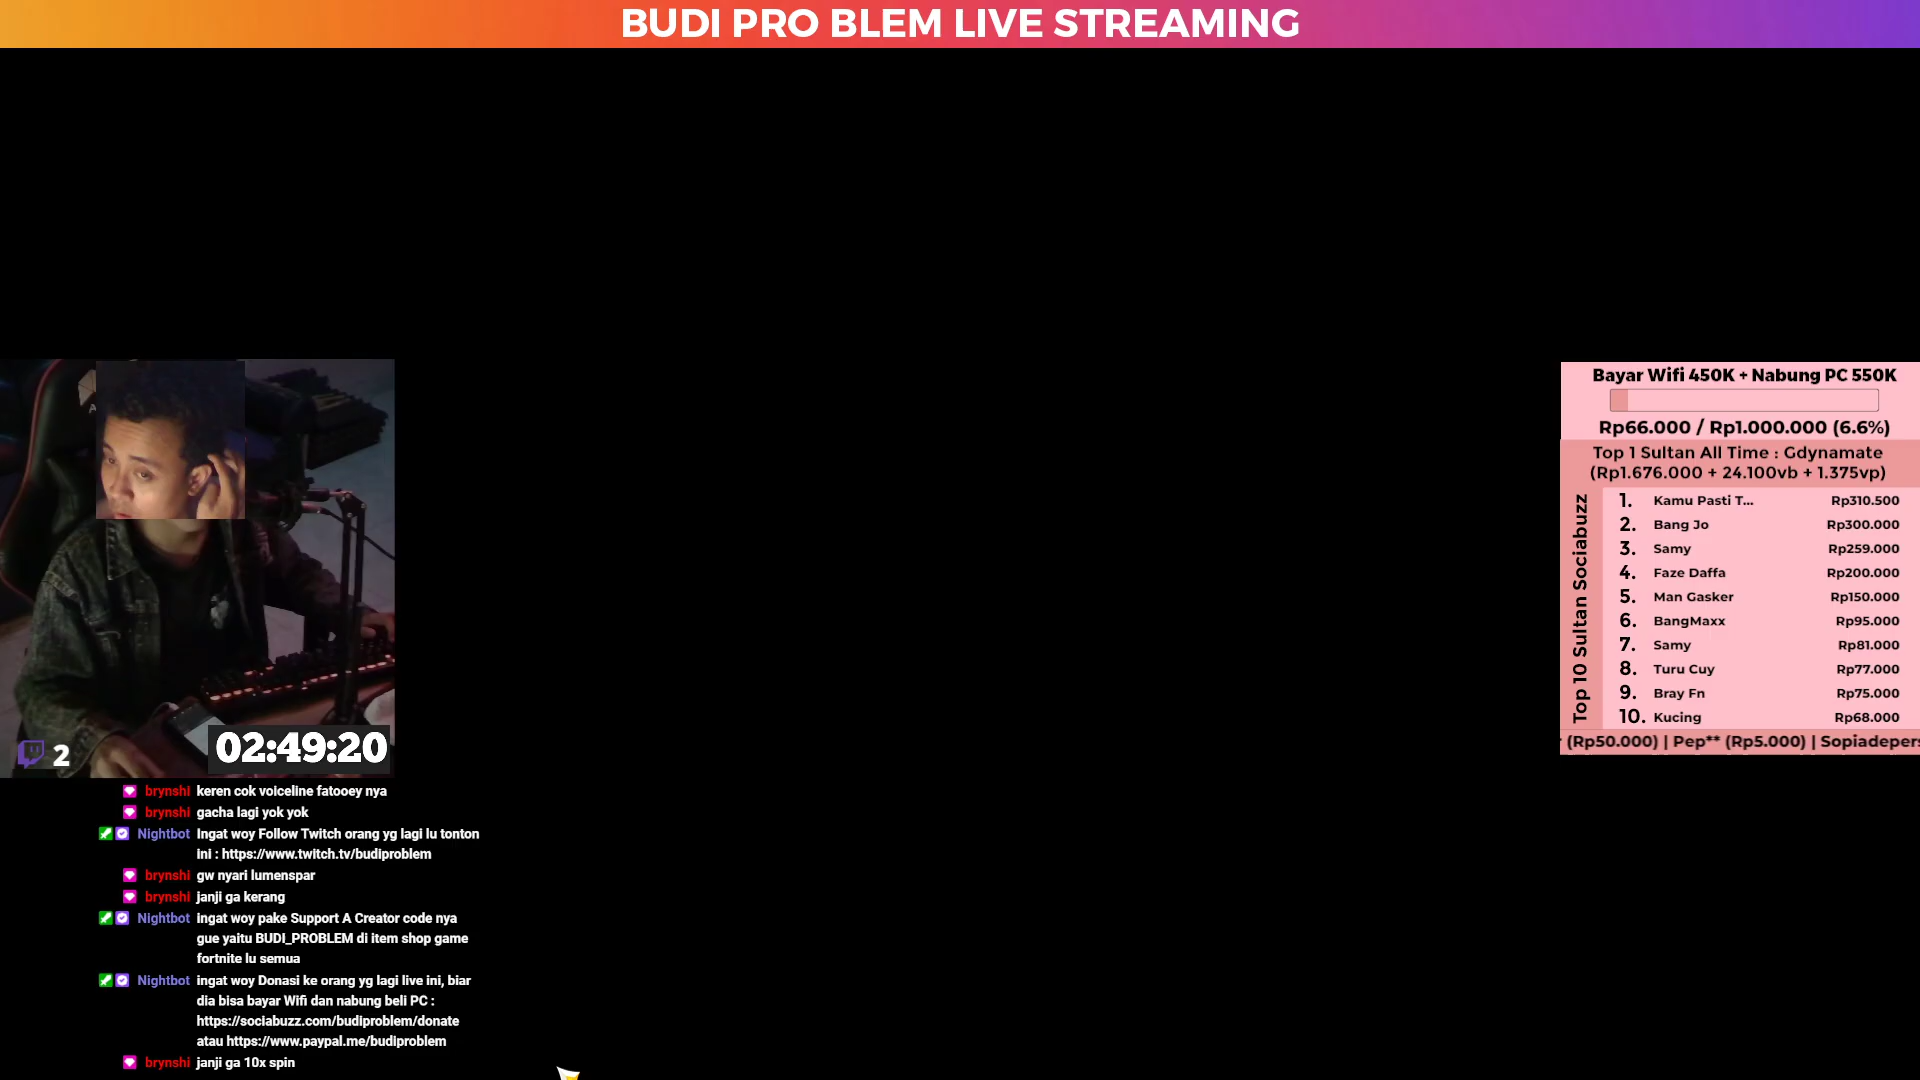 BUDI PRO BLEM LIVE STREAMING
2
02:49:20
brynshi keren cok voiceline fatooey nya
brynshi gacha lagi yok yok
Nightbot Ingat woy Follow Twitch orang yg lagi lu tonton
ini : https://www.twitch.tv/budiproblem
brynshi gw nyari lumenspar
brynshi janji ga kerang
Nightbot ingat woy pake Support A Creator code nya
gue yaitu BUDI_PROBLEM di item shop game
fortnite lu semua
Nightbot ingat woy Donasi ke orang yg lagi live ini, biar
dia bisa bayar Wifi dan nabung beli PC :
https://sociabuzz.com/budiproblem/donate
atau https://www.paypal.me/budiproblem
brynshi janji ga 10x spin
Bayar Wifi 450K + Nabung PC 550K
Rp66.000 / Rp1.000.000 (6.6%)
Top 1 Sultan All Time : Gdynamate
(Rp1.676.000 + 24.100vb + 1.375vp)
Top 10 Sultan Sociabuzz
1. Kamu Pasti T... Rp310.500
2. Bang Jo Rp300.000
3. Samy Rp259.000
4. Faze Daffa Rp200.000
5. Man Gasker Rp150.000
6. BangMaxx Rp95.000
7. Samy Rp81.000
8. Turu Cuy Rp77.000
9. Bray Fn Rp75.000
10. Kucing Rp68.000
(Rp50.000) | Pep** (Rp5.000) | Sopiadepers